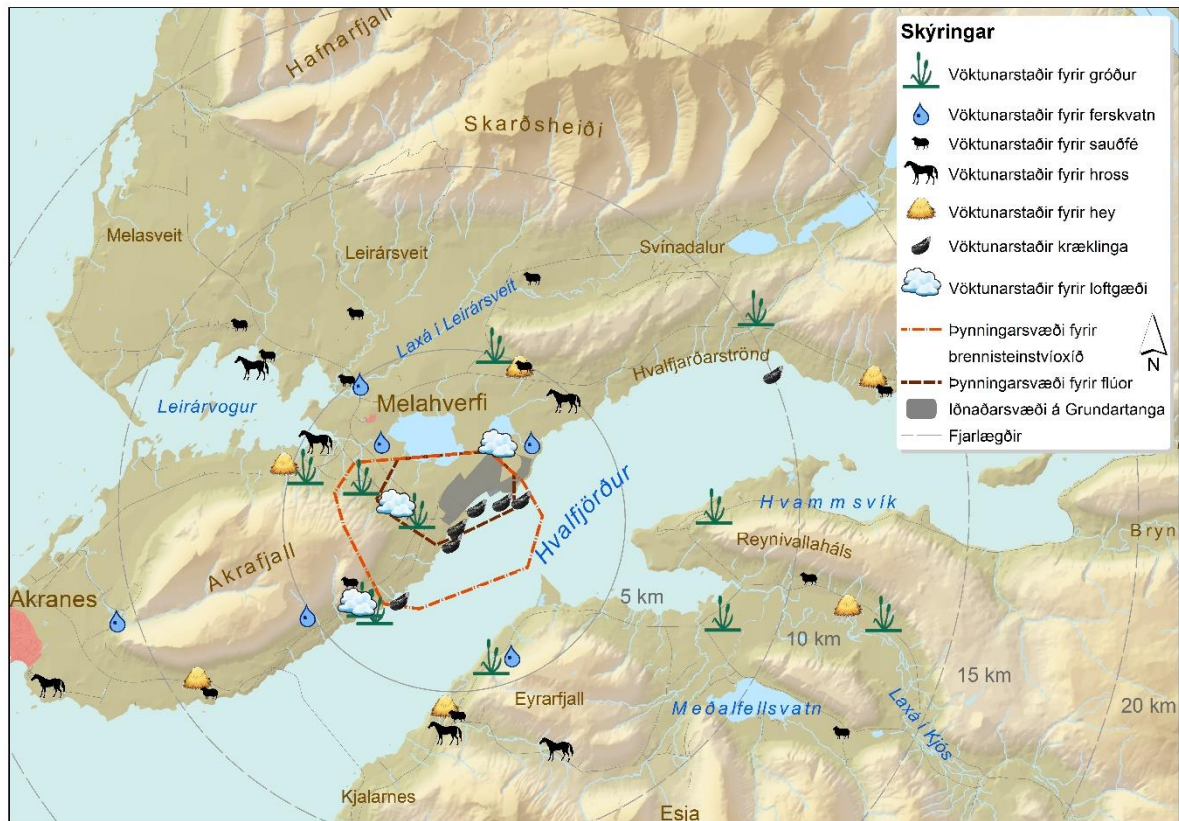 Hafnarfjall
Skarðsheiði
Melasveit
Leirársveit
Svínadalur
Laxá í Leirársveit
Hvalfjarðarströnd
Leirárvogur
Melahverfi
Hvalfjörður
Hvammsvík
Reynivallaháls
Bryn
Akrafjall
Akranes
5 km
10 km
15 km
20 km
Eyrarfjall
Meðalfellsvatn
Laxá í Kjós
Kjalarnes
Esja
Skýringar
Vöktunarstaðir fyrir gróður
Vöktunarstaðir fyrir ferskvatn
Vöktunarstaðir fyrir sauðfé
Vöktunarstaðir fyrir hross
Vöktunarstaðir fyrir hey
Vöktunarstaðir kræklinga
Vöktunarstaðir fyrir loftgæði
Þynningarsvæði fyrir
brennisteinstvíoxíð
Þynningarsvæði fyrir flúor
Iðnaðarsvæði á Grundartanga
Fjarlægðir
N